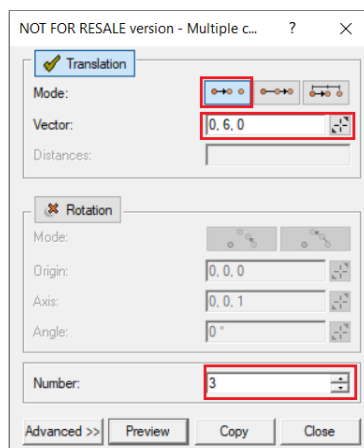 NOT FOR RESALE version - Multiple c... ? ×
Translation
Mode:
Vector: 0, 6, 0
Distances:
Rotation
Mode:
Origin: 0, 0, 0
Axis: 0, 0, 1
Angle: 0 °
Number: 3
Advanced >> Preview Copy Close